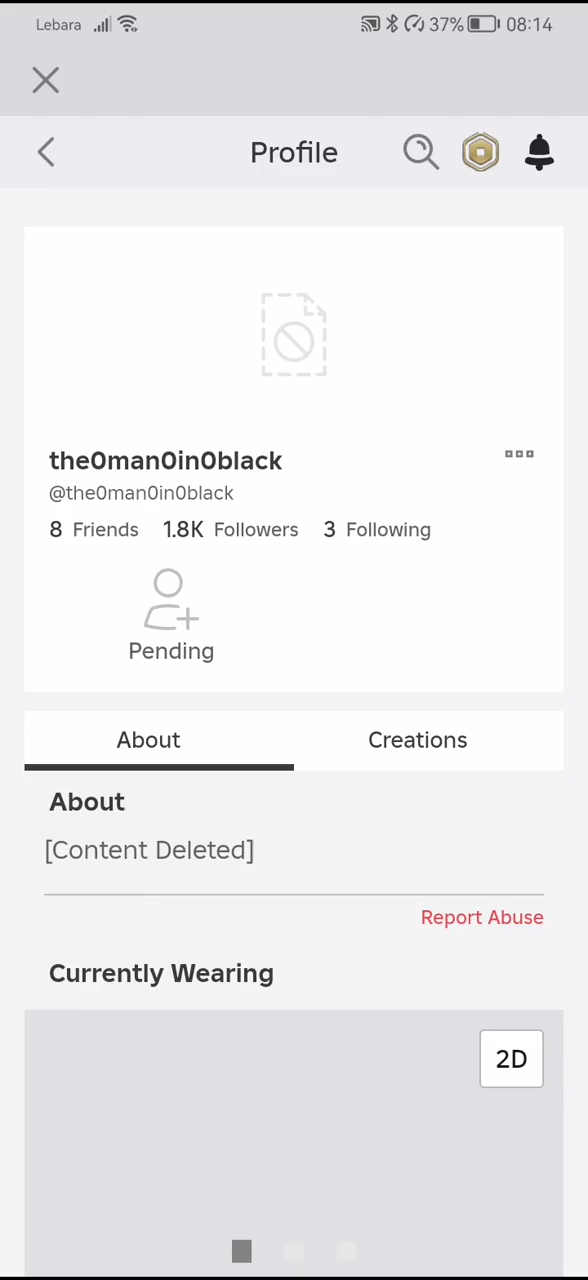 Lebara 37% 08:14
Profile
the0man0in0black
@the0man0in0black
8 Friends 1.8K Followers 3 Following
Pending
About Creations
About
[Content Deleted]
Report Abuse
Currently Wearing
2D